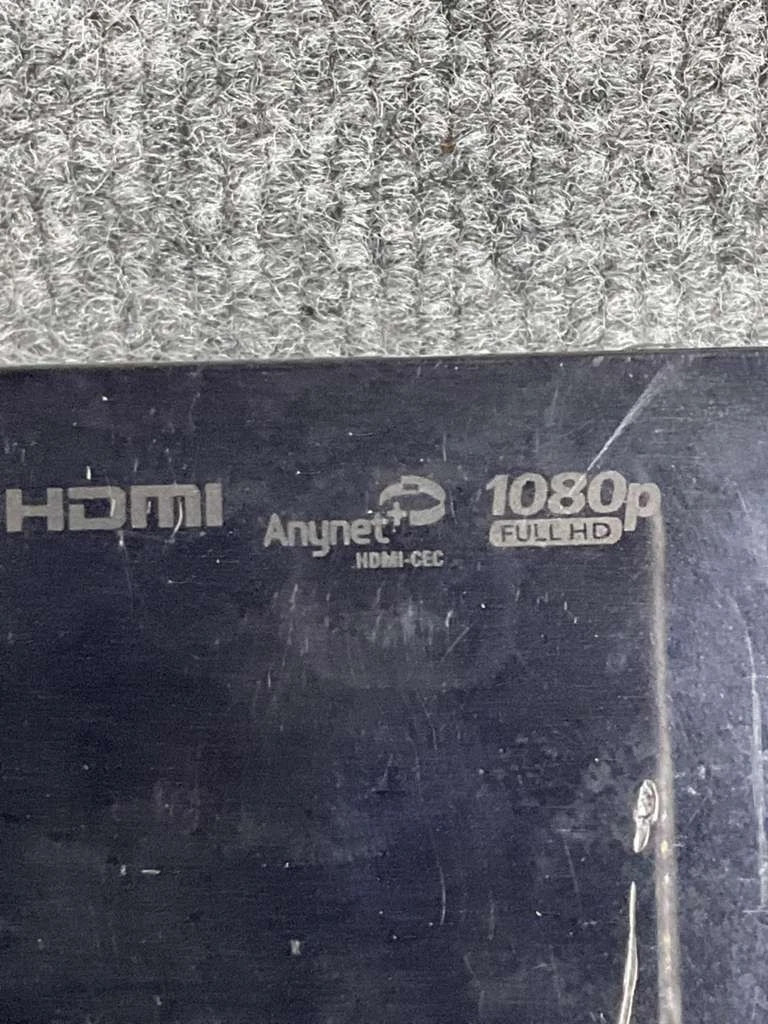 HDMI
Anynet+
HDMI-CEC
1080p
FULL HD